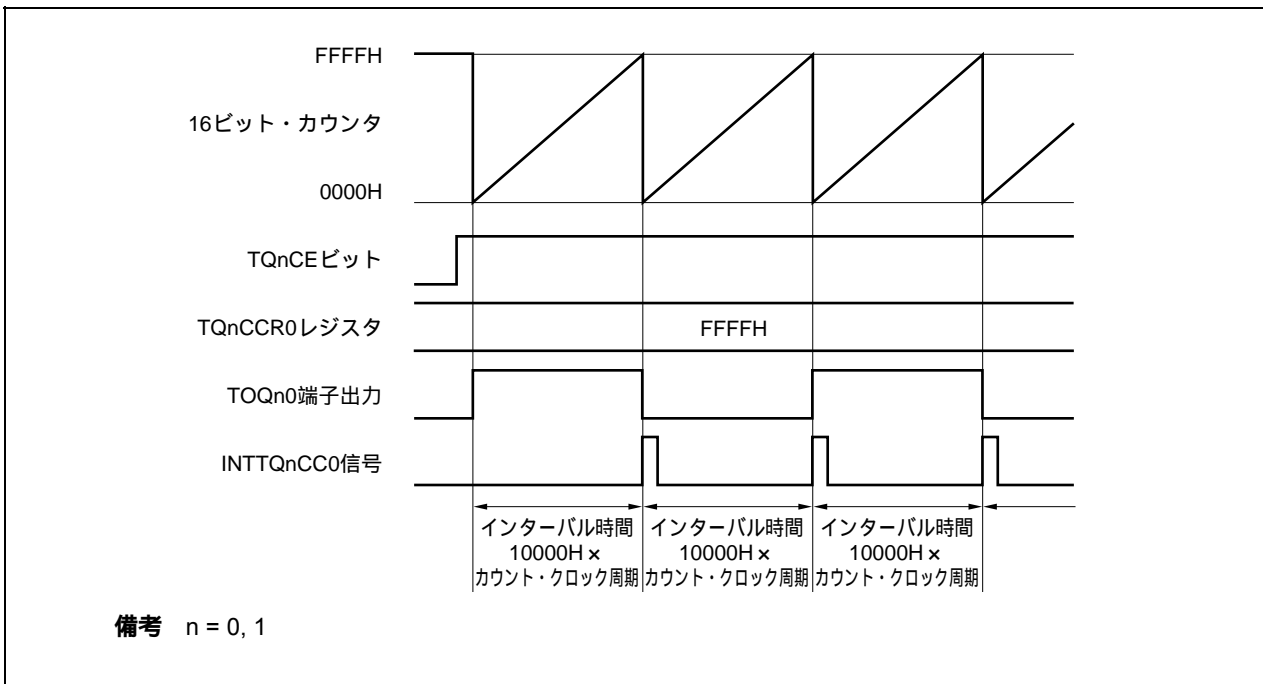 FFFFH
16ビット・カウンタ
0000H
TQnCEビット
TQnCCR0レジスタ
FFFFH
TOQn0端子出力
INTTQnCC0信号
インターバル時間
10000H ×
カウント・クロック周期
インターバル時間
10000H ×
カウント・クロック周期
インターバル時間
10000H ×
カウント・クロック周期
備考 n = 0, 1